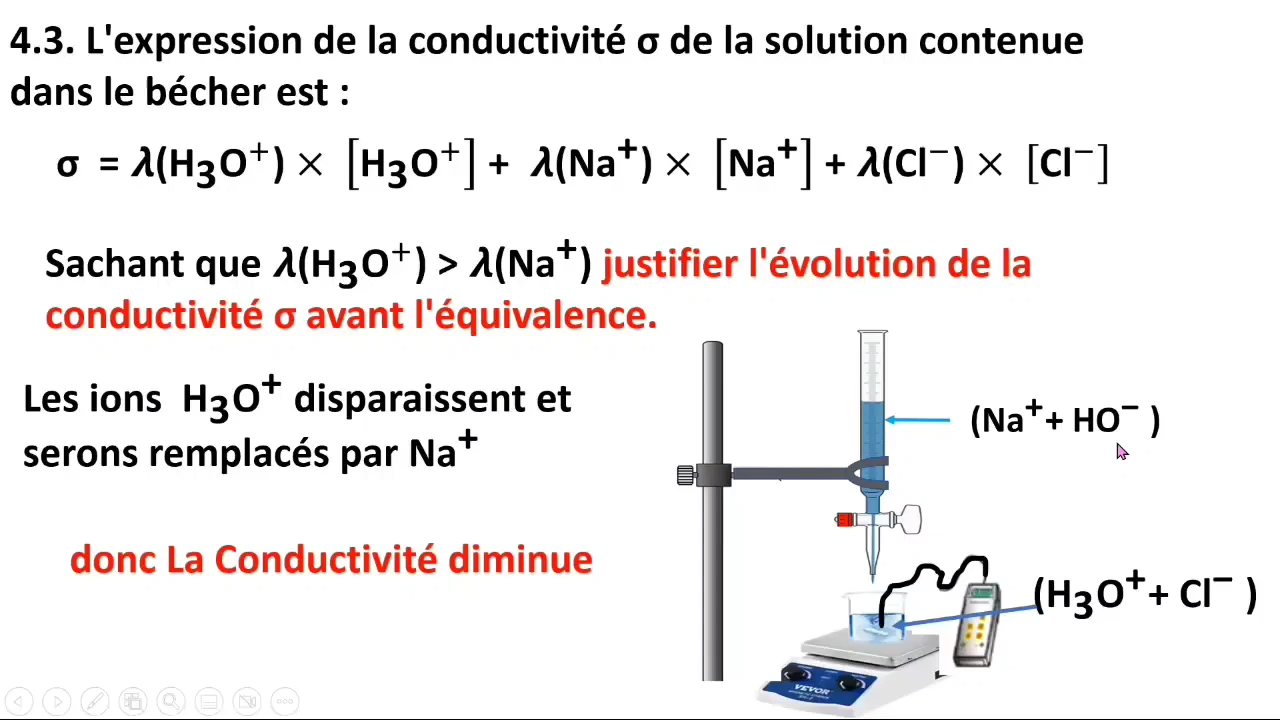 4.3. L'expression de la conductivité σ de la solution contenue
dans le bécher est :
σ = λ(H₃O⁺) × [H₃O⁺] + λ(Na⁺) × [Na⁺] + λ(Cl⁻) × [Cl⁻]
Sachant que λ(H₃O⁺) > λ(Na⁺) justifier l'évolution de la
conductivité σ avant l'équivalence.
Les ions H₃O⁺ disparaissent et
serons remplacés par Na⁺
donc La Conductivité diminue
(Na⁺+ HO⁻ )
(H₃O⁺+ Cl⁻ )
VEVOR